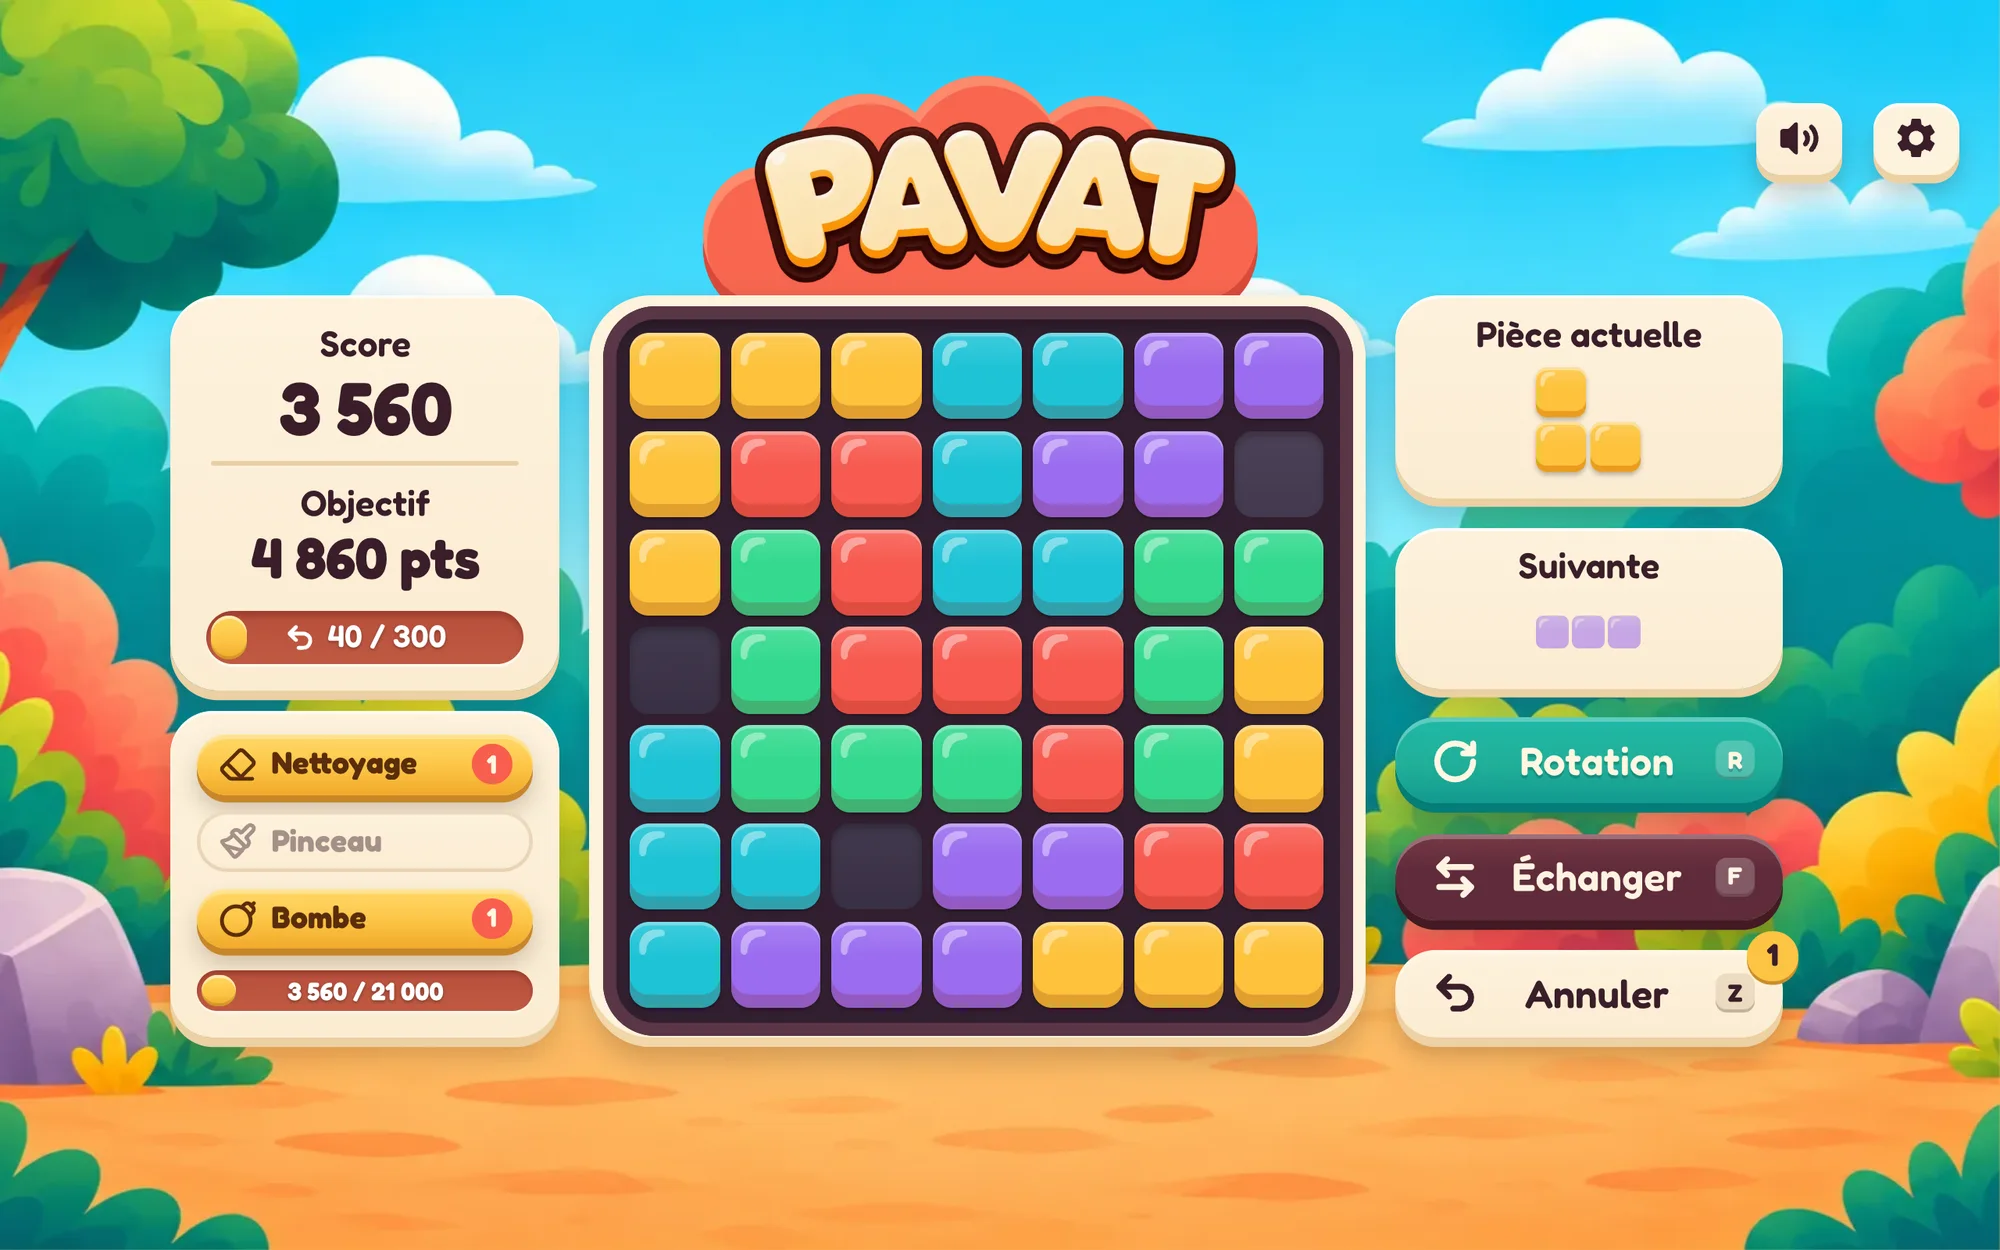 PAVAT
Score
3 560
Objectif
4 860 pts
40 / 300
Nettoyage 1
Pinceau
Bombe 1
3 560 / 21 000
Pièce actuelle
Suivante
Rotation R
Échanger F
1
Annuler Z